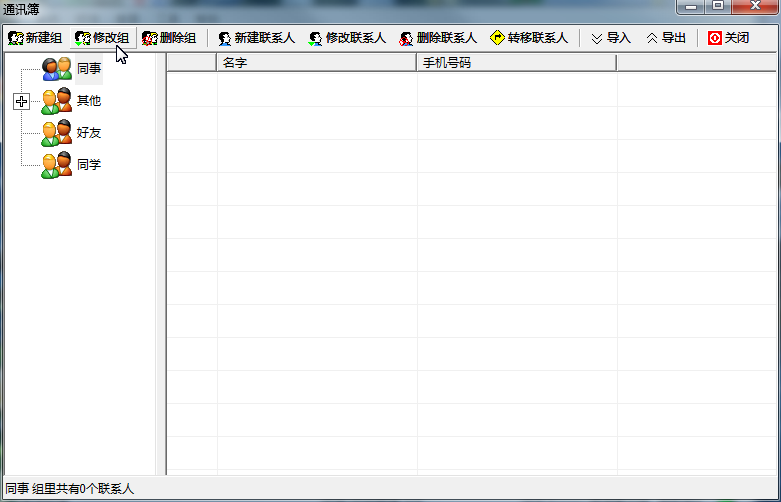 通讯簿
新建组 修改组 删除组 新建联系人 修改联系人 删除联系人 转移联系人 导入 导出 关闭
名字 手机号码
同事
其他
好友
同学
同事 组里共有0个联系人